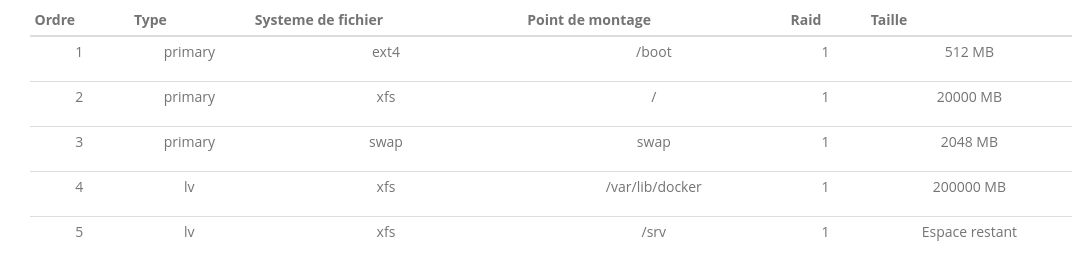 Ordre Type Systeme de fichier Point de montage Raid Taille
1 primary ext4 /boot 1 512 MB
2 primary xfs / 1 20000 MB
3 primary swap swap 1 2048 MB
4 lv xfs /var/lib/docker 1 200000 MB
5 lv xfs /srv 1 Espace restant